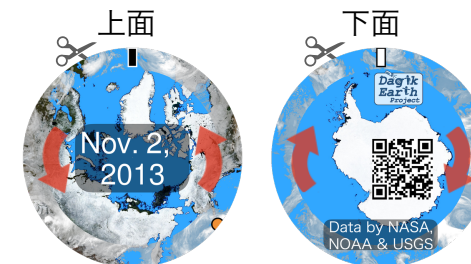 上面
下面
Nov. 2,
2013
Dagik
Earth
Project
Data by NASA,
NOAA & USGS